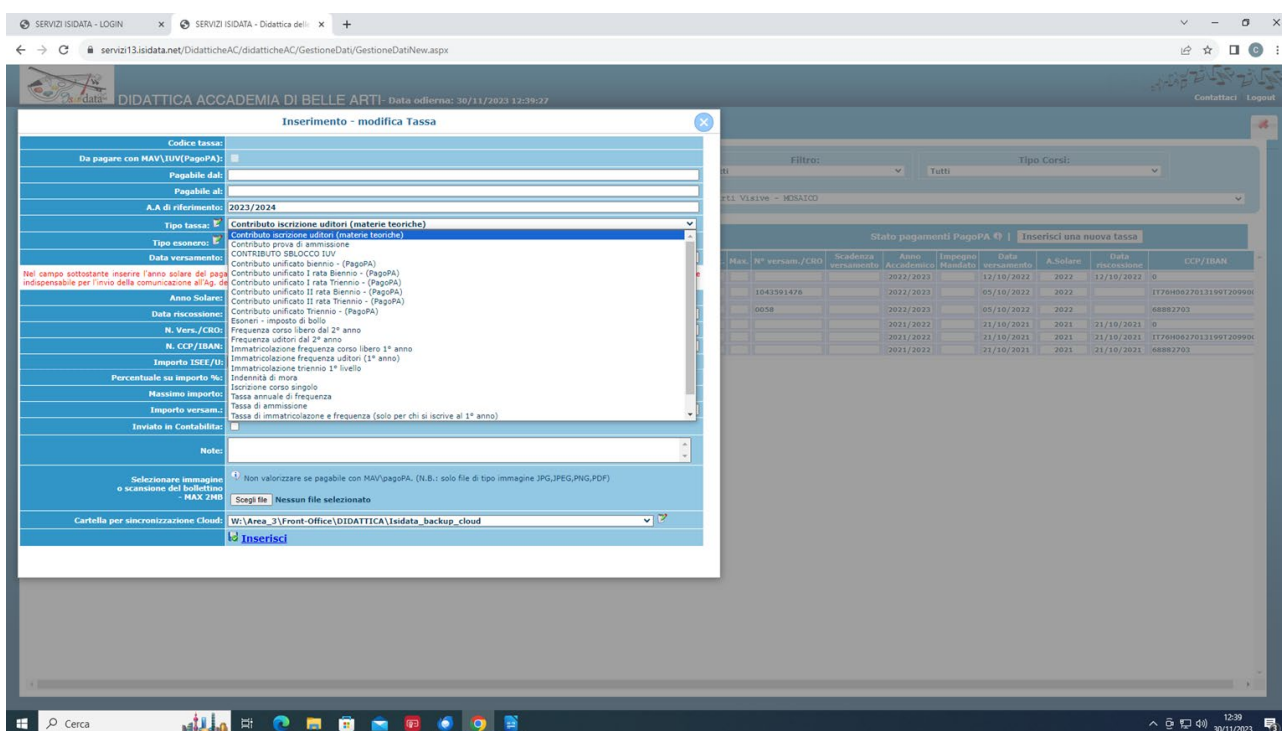 SERVIZI ISIDATA - LOGIN
SERVIZI ISIDATA - Didattica dell
servizi13.isidata.net/DidatticheAC/didatticheAC/GestioneDati/GestioneDatiNew.aspx
DIDATTICA ACCADEMIA DI BELLE ARTI- Data odierna: 30/11/2023 12:39:27
Contattaci Logout
Inserimento - modifica Tassa
Filtro:
Tipo Corsi:
Tutti
rti Visive - MOSAICO
Stato pagamenti PagoPA | Inserisci una nuova tassa
Max. N° versam./CRO Scadenza versamento Anno Accademico Impegno Mandato Data versamento A.Solare Data riscossione CCP/IBAN
2022/2023 12/10/2022 2022 12/10/2022 0
1043591478 2022/2023 05/10/2022 2022 IT76H0627013199T20990
0058 2022/2023 05/10/2022 2022 68882703
2021/2022 21/10/2021 2021 21/10/2021 0
2021/2022 21/10/2021 2021 21/10/2021 IT76H0627013199T20990
2021/2022 21/10/2021 2021 21/10/2021 68882703
Codice tassa:
Da pagare con MAV\IUV(PagoPA):
Pagabile dal:
Pagabile al:
A.A di riferimento: 2023/2024
Tipo tassa: Contributo iscrizione uditori (materie teoriche)
Contributo iscrizione uditori (materie teoriche)
Contributo prova di ammissione
CONTRIBUTO SBLOCCO IUV
Contributo unificato biennio - (PagoPA)
Contributo unificato I rata Biennio - (PagoPA)
Contributo unificato I rata Triennio - (PagoPA)
Contributo unificato II rata Biennio - (PagoPA)
Contributo unificato II rata Triennio - (PagoPA)
Contributo unificato Triennio - (PagoPA)
Esoneri - imposto di bollo
Frequenza corso libero dal 2° anno
Frequenza uditori dal 2° anno
Immatricolazione frequenza corso libero 1° anno
Immatricolazione frequenza uditori (1° anno)
Immatricolazione triennio 1° livello
Indennità di mora
Iscrizione corso singolo
Tassa annuale di frequenza
Tassa di ammissione
Tassa di immatricolazone e frequenza (solo per chi si iscrive al 1° anno)
Tipo esonero:
Data versamento:
Nel campo sottostante inserire l'anno solare del paga
indispensabile per l'invio della comunicazione all'Ag. de
Anno Solare:
Data riscossione:
N. Vers./CRO:
N. CCP/IBAN:
Importo ISEE/U:
Percentuale su importo %:
Massimo importo:
Importo versam.:
Inviato in Contabilita:
Note:
Selezionare immagine
o scansione del bollettino
- MAX 2MB
Non valorizzare se pagabile con MAV\pagoPA. (N.B.: solo file di tipo immagine JPG,JPEG,PNG,PDF)
Scegli file Nessun file selezionato
Cartella per sincronizzazione Cloud: W:\Area_3\Front-Office\DIDATTICA\Isidata_backup_cloud
Inserisci
Cerca
12:39
30/11/2023